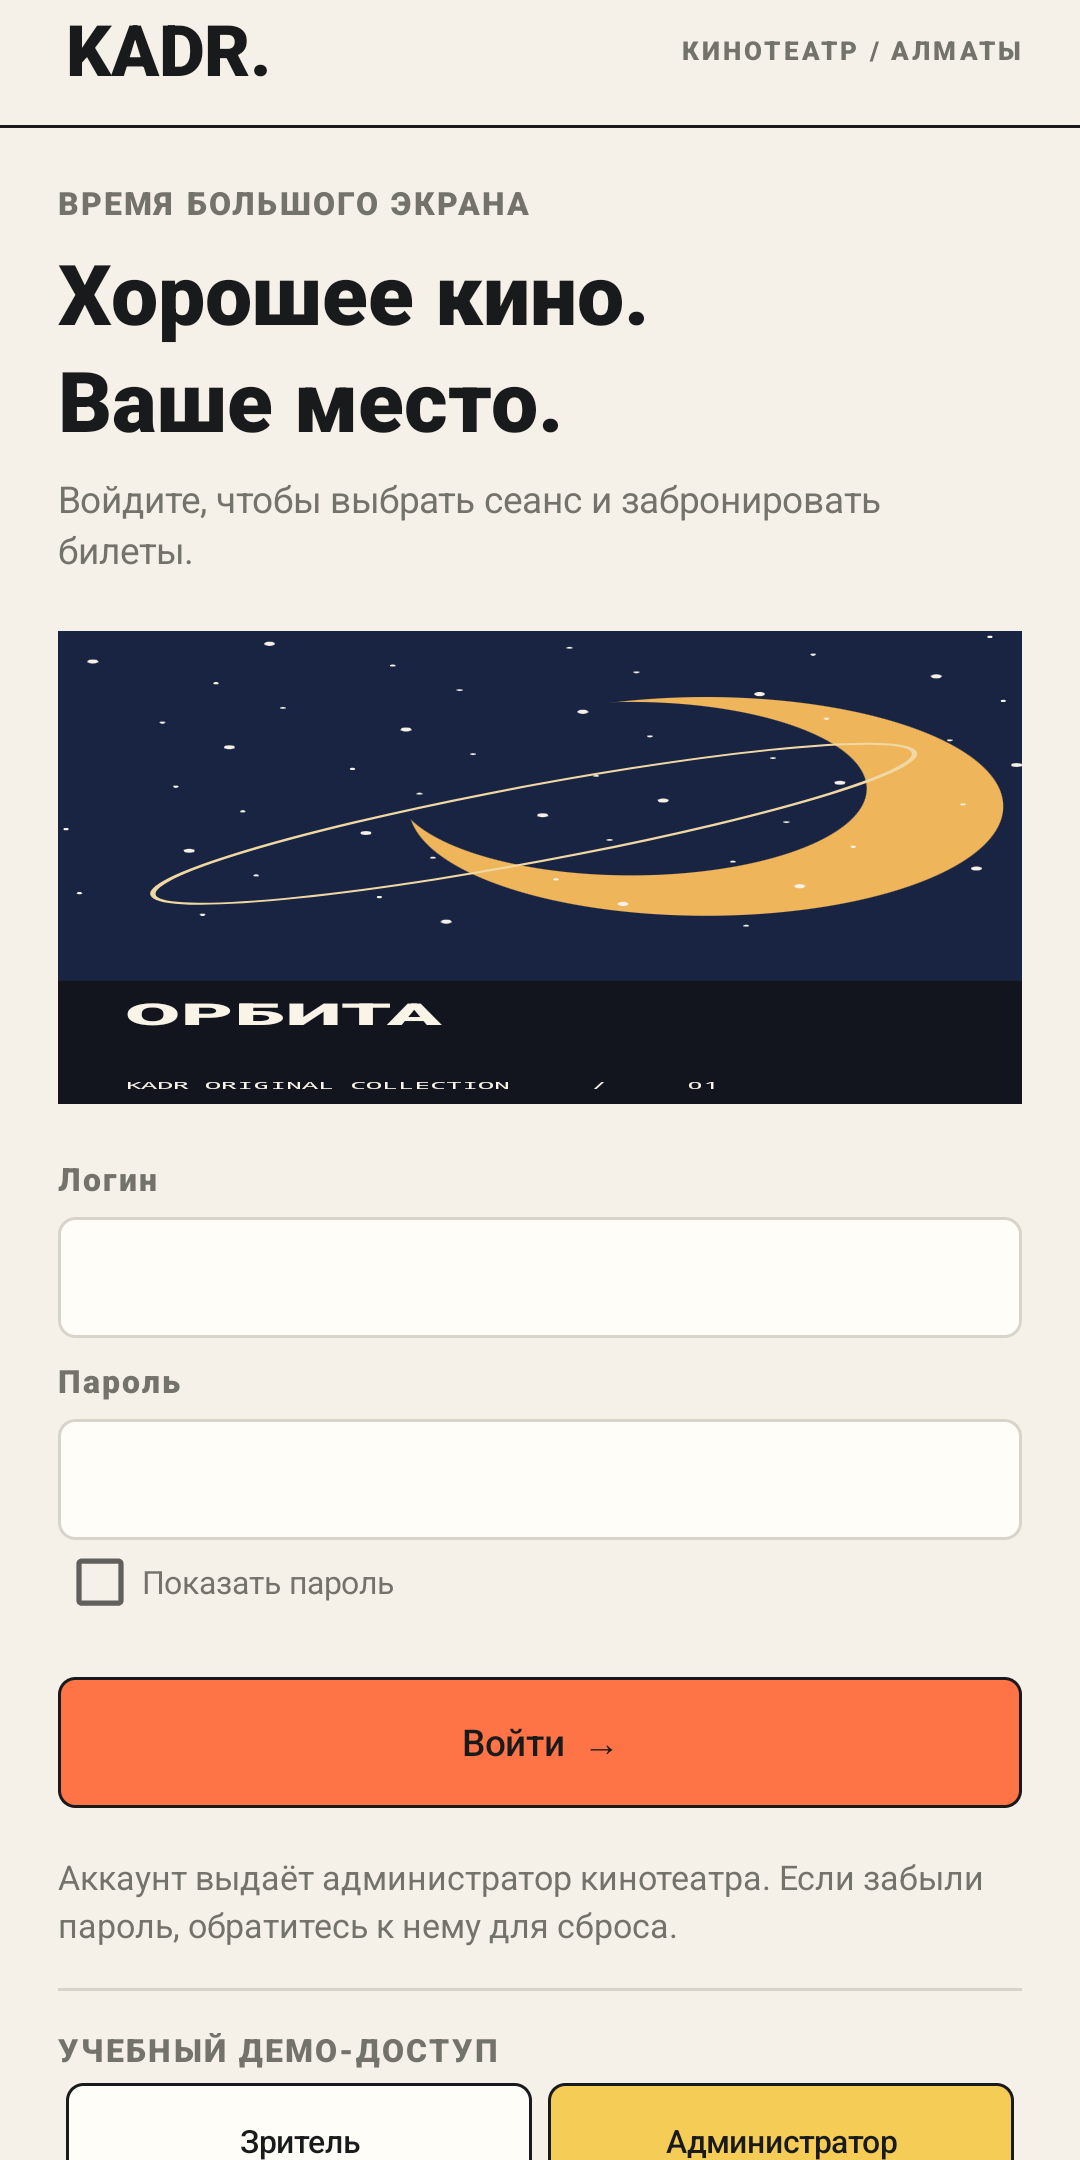 KADR.
КИНОТЕАТР / АЛМАТЫ
ВРЕМЯ БОЛЬШОГО ЭКРАНА
Хорошее кино.
Ваше место.
Войдите, чтобы выбрать сеанс и забронировать
билеты.
ОРБИТА
KADR ORIGINAL COLLECTION / 01
Логин
Пароль
Показать пароль
Войти →
Аккаунт выдаёт администратор кинотеатра. Если забыли
пароль, обратитесь к нему для сброса.
УЧЕБНЫЙ ДЕМО-ДОСТУП
Зритель
Администратор